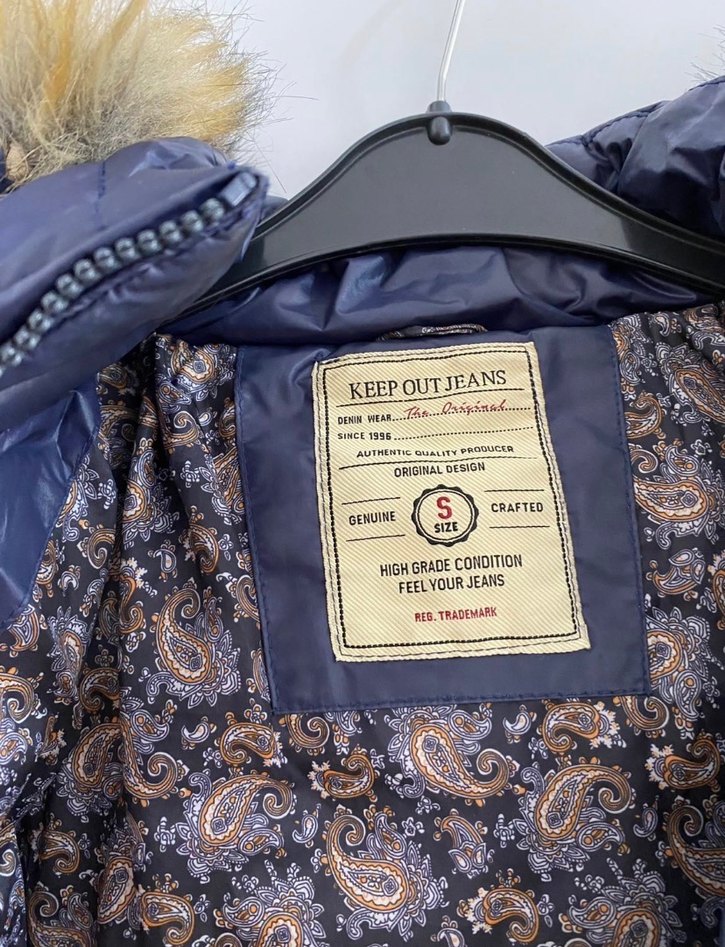 KEEP OUT JEANS
DENIN WEAR The Original
SINCE 1996
AUTHENTIC QUALITY PRODUCER
ORIGINAL DESIGN
GENUINE S SIZE CRAFTED
HIGH GRADE CONDITION
FEEL YOUR JEANS
REG. TRADEMARK